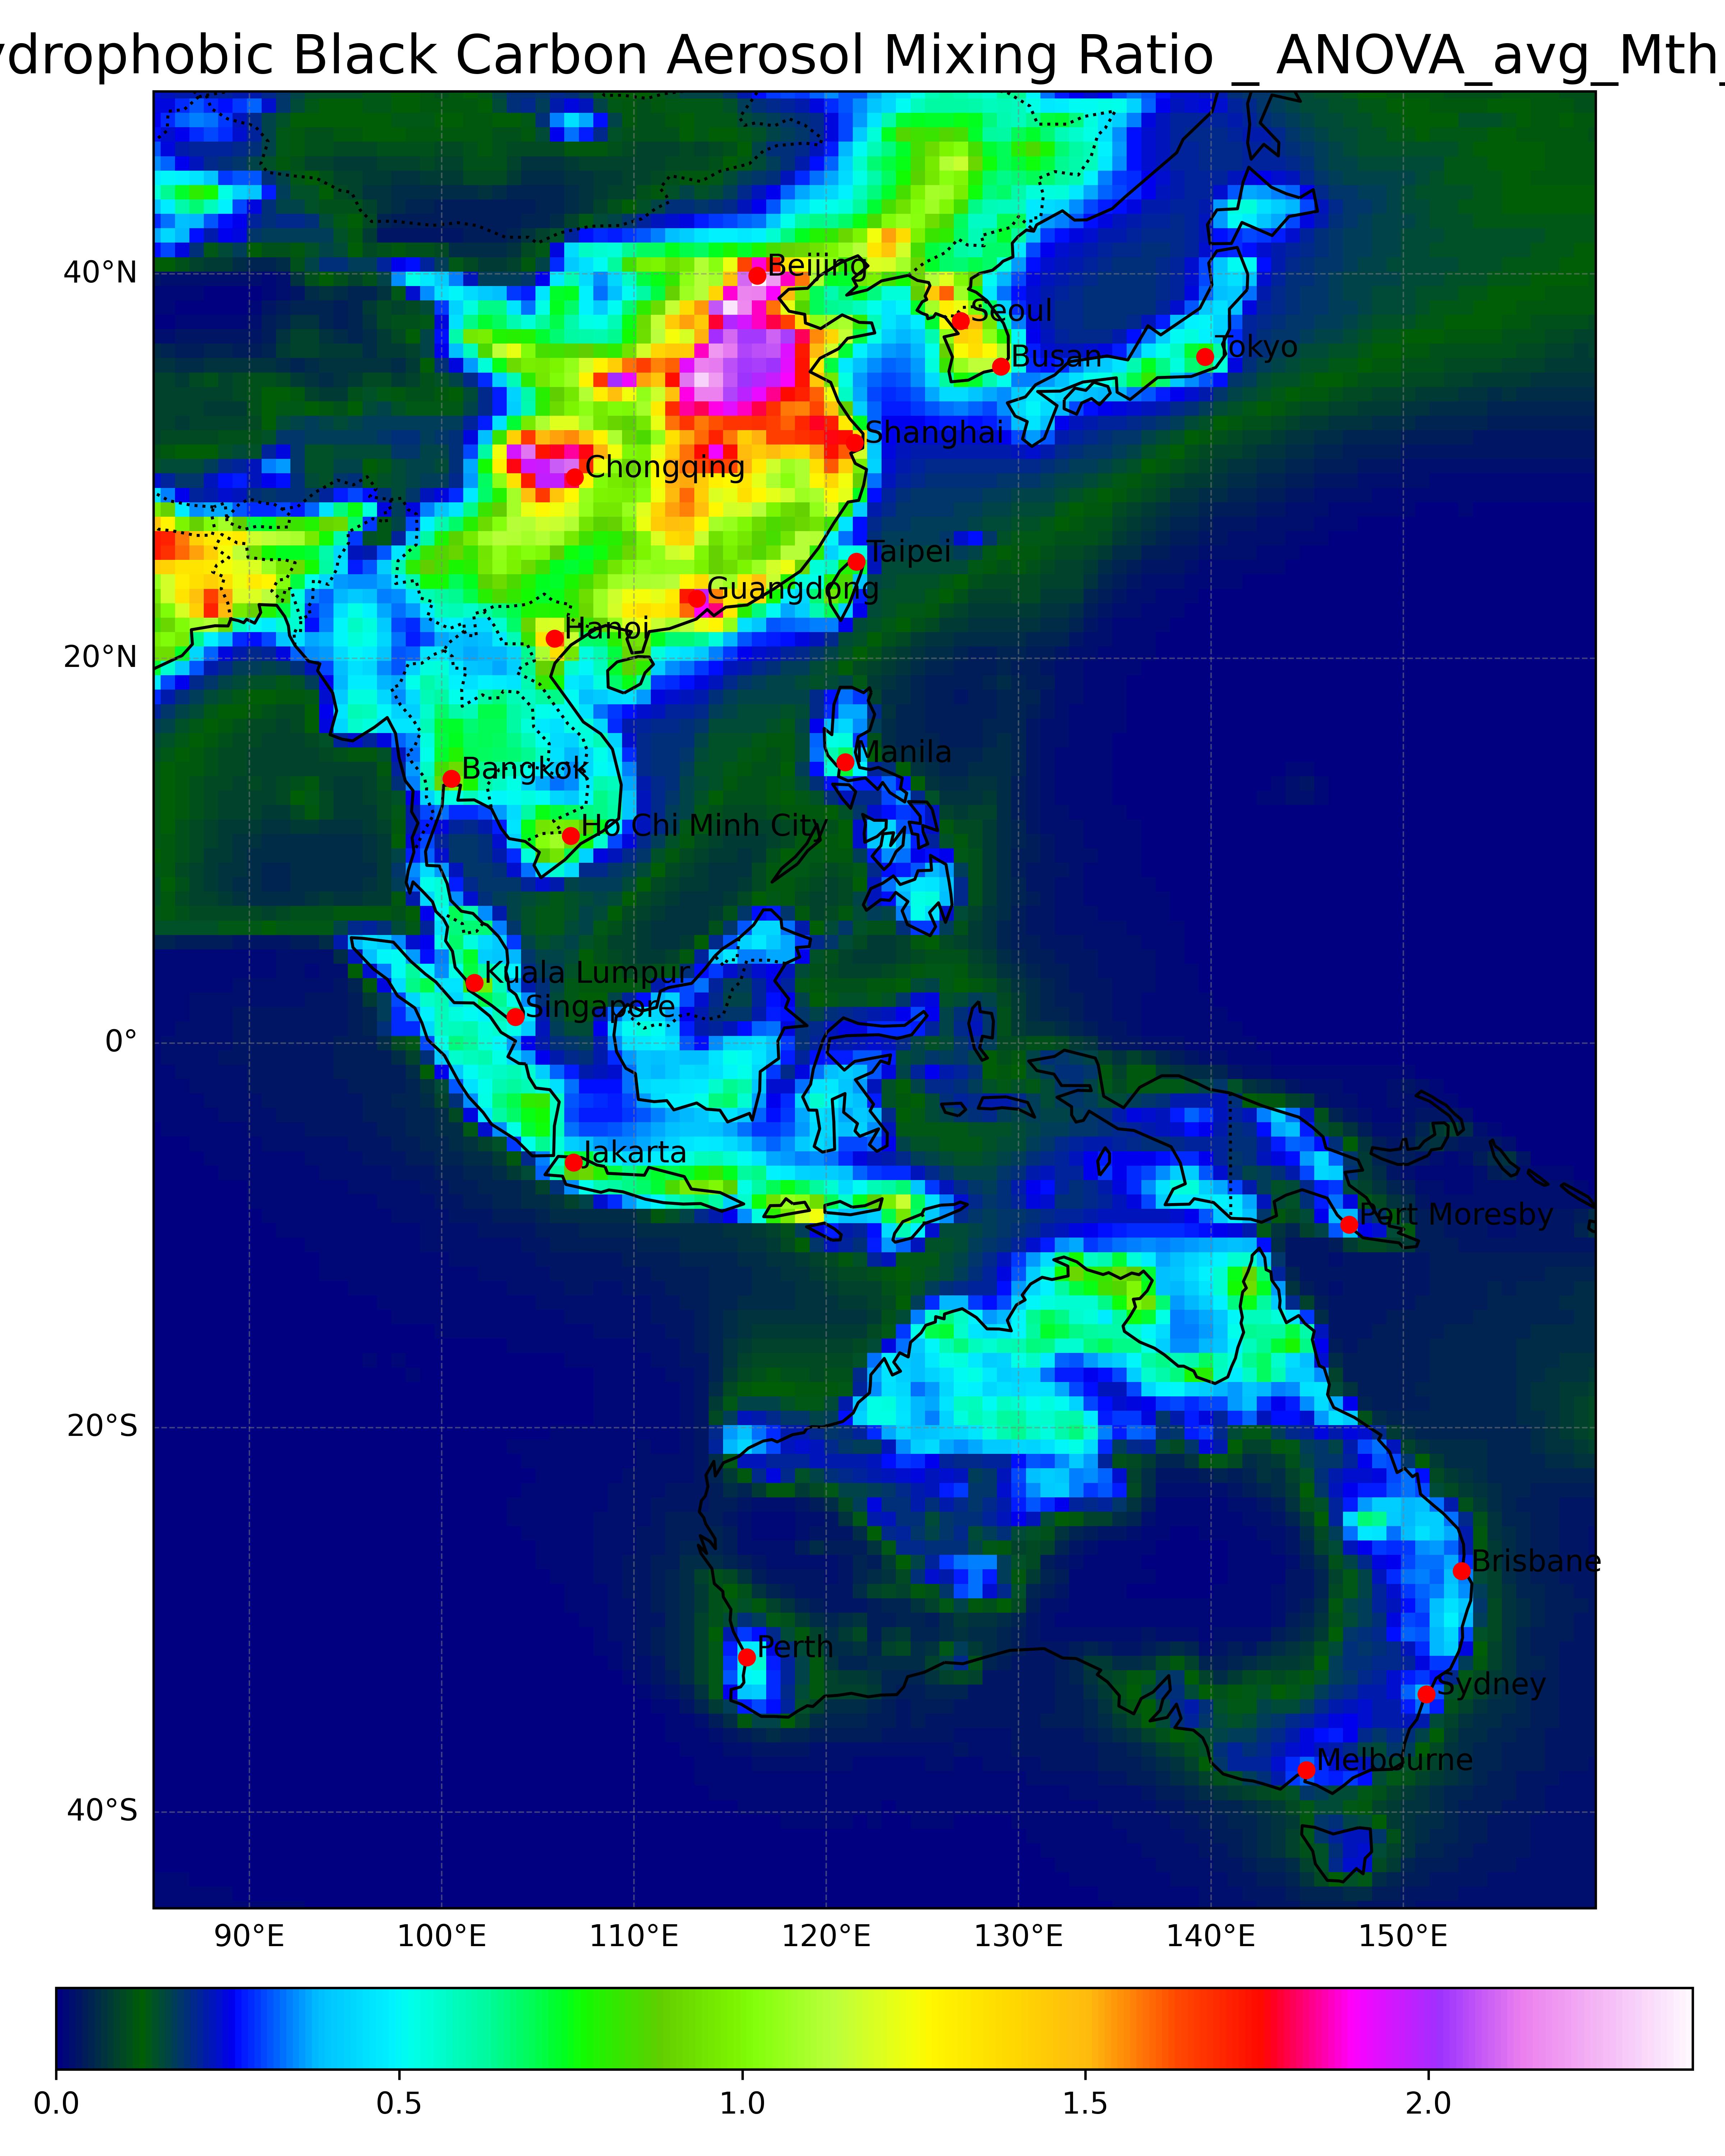 ydrophobic Black Carbon Aerosol Mixing Ratio _ ANOVA_avg_Mth_
40°N
20°N
0°
20°S
40°S
Beijing
Seoul
Busan
Tokyo
Shanghai
Chongqing
Taipei
Guangdong
Hanoi
Manila
Bangkok
Ho Chi Minh City
Kuala Lumpur
Singapore
Jakarta
Port Moresby
Brisbane
Perth
Sydney
Melbourne
90°E 100°E 110°E 120°E 130°E 140°E 150°E
0.0 0.5 1.0 1.5 2.0